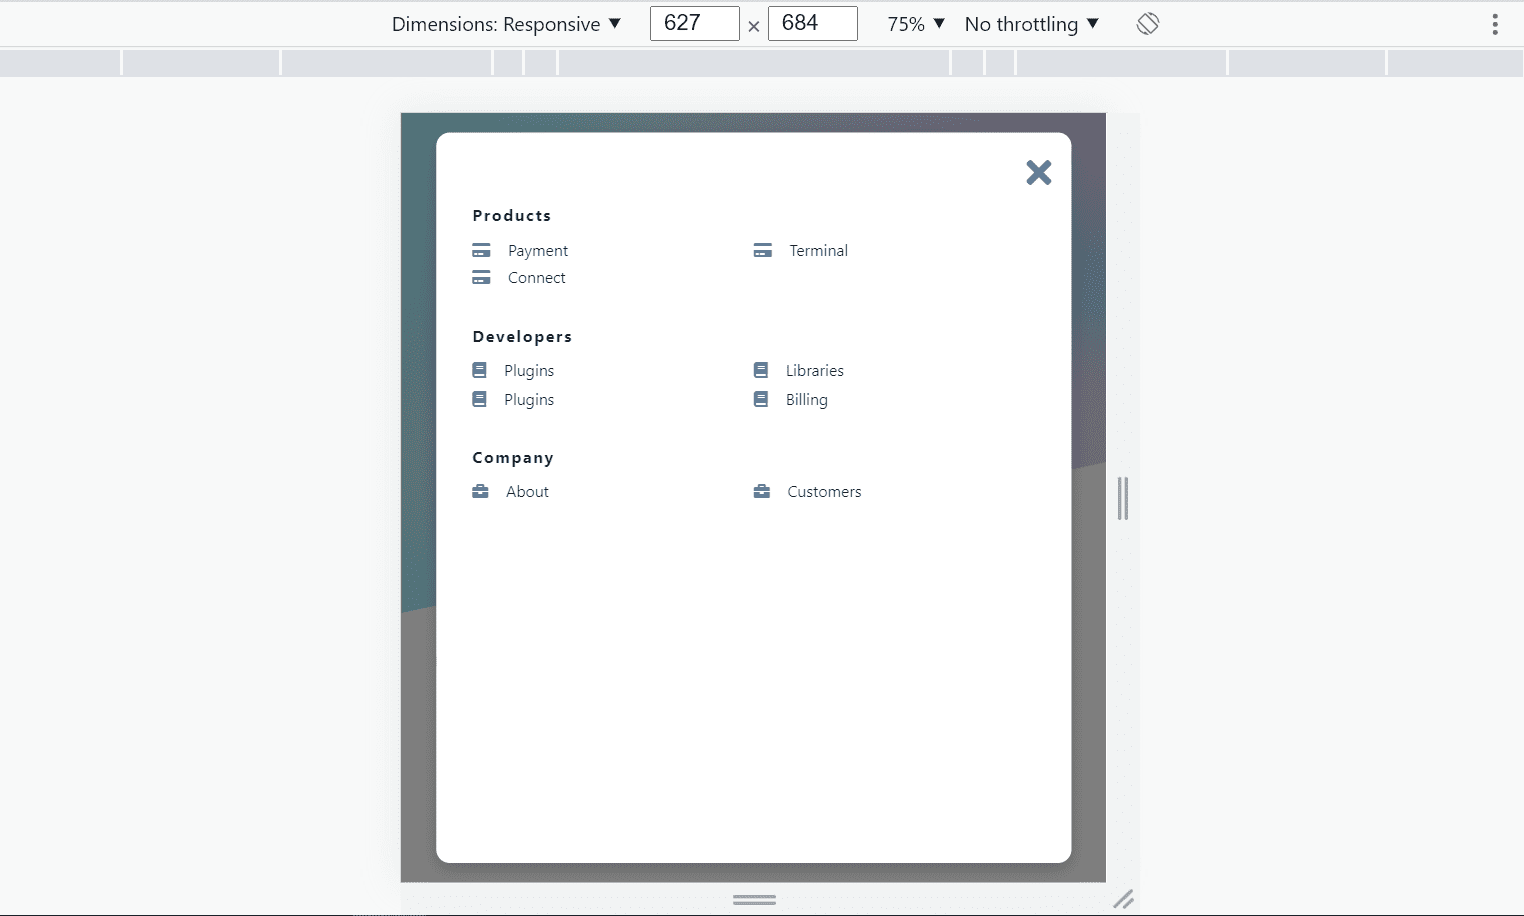 Dimensions: Responsive ▼ 627 × 684 75% ▼ No throttling ▼
Products
Payment Terminal
Connect
Developers
Plugins Libraries
Plugins Billing
Company
About Customers